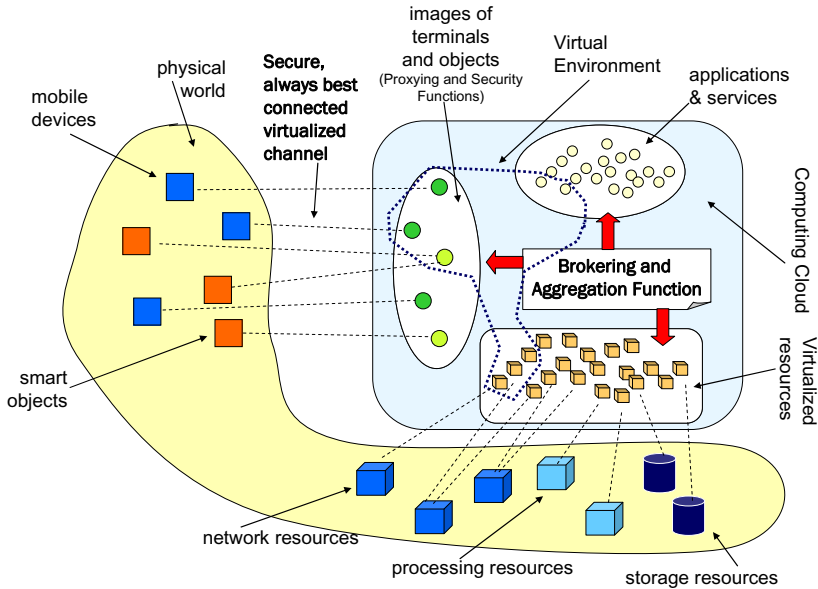 images of
terminals
and objects
(Proxying and Security
Functions)
Virtual
Environment
applications
& services
Secure,
always best
connected
virtualized
channel
physical
world
mobile
devices
Computing Cloud
Brokering and
Aggregation Function
Virtualized
resources
smart
objects
network resources
processing resources
storage resources